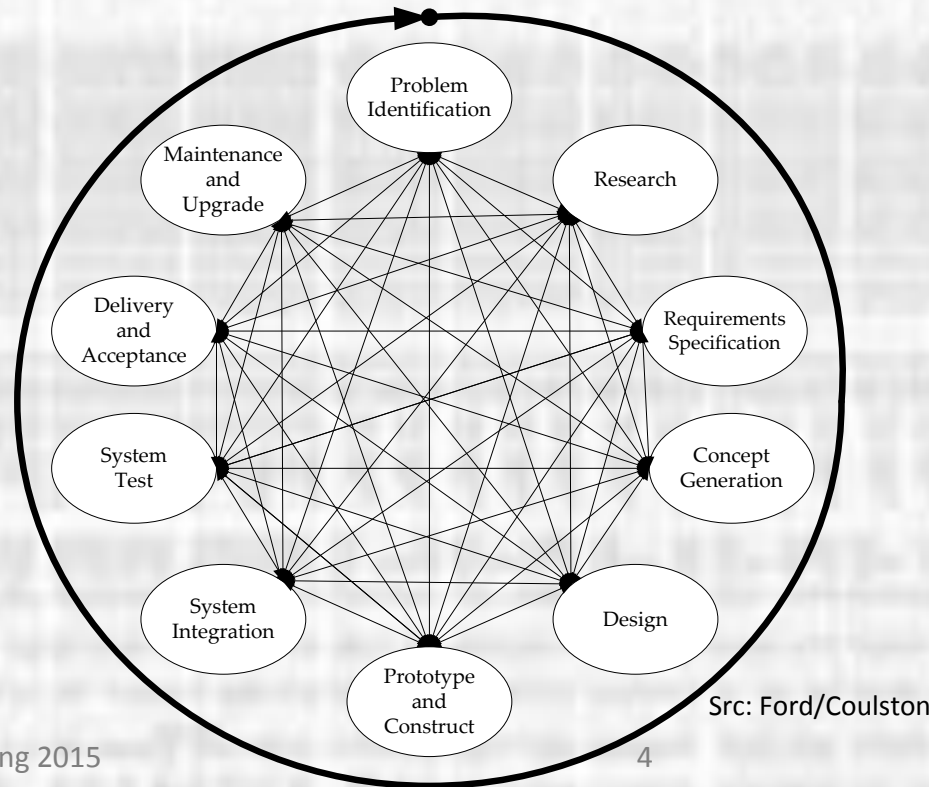 Problem
Identification
Research
Requirements
Specification
Concept
Generation
Design
Prototype
and
Construct
System
Integration
System
Test
Delivery
and
Acceptance
Maintenance
and
Upgrade
Src: Ford/Coulston
ng 2015
4